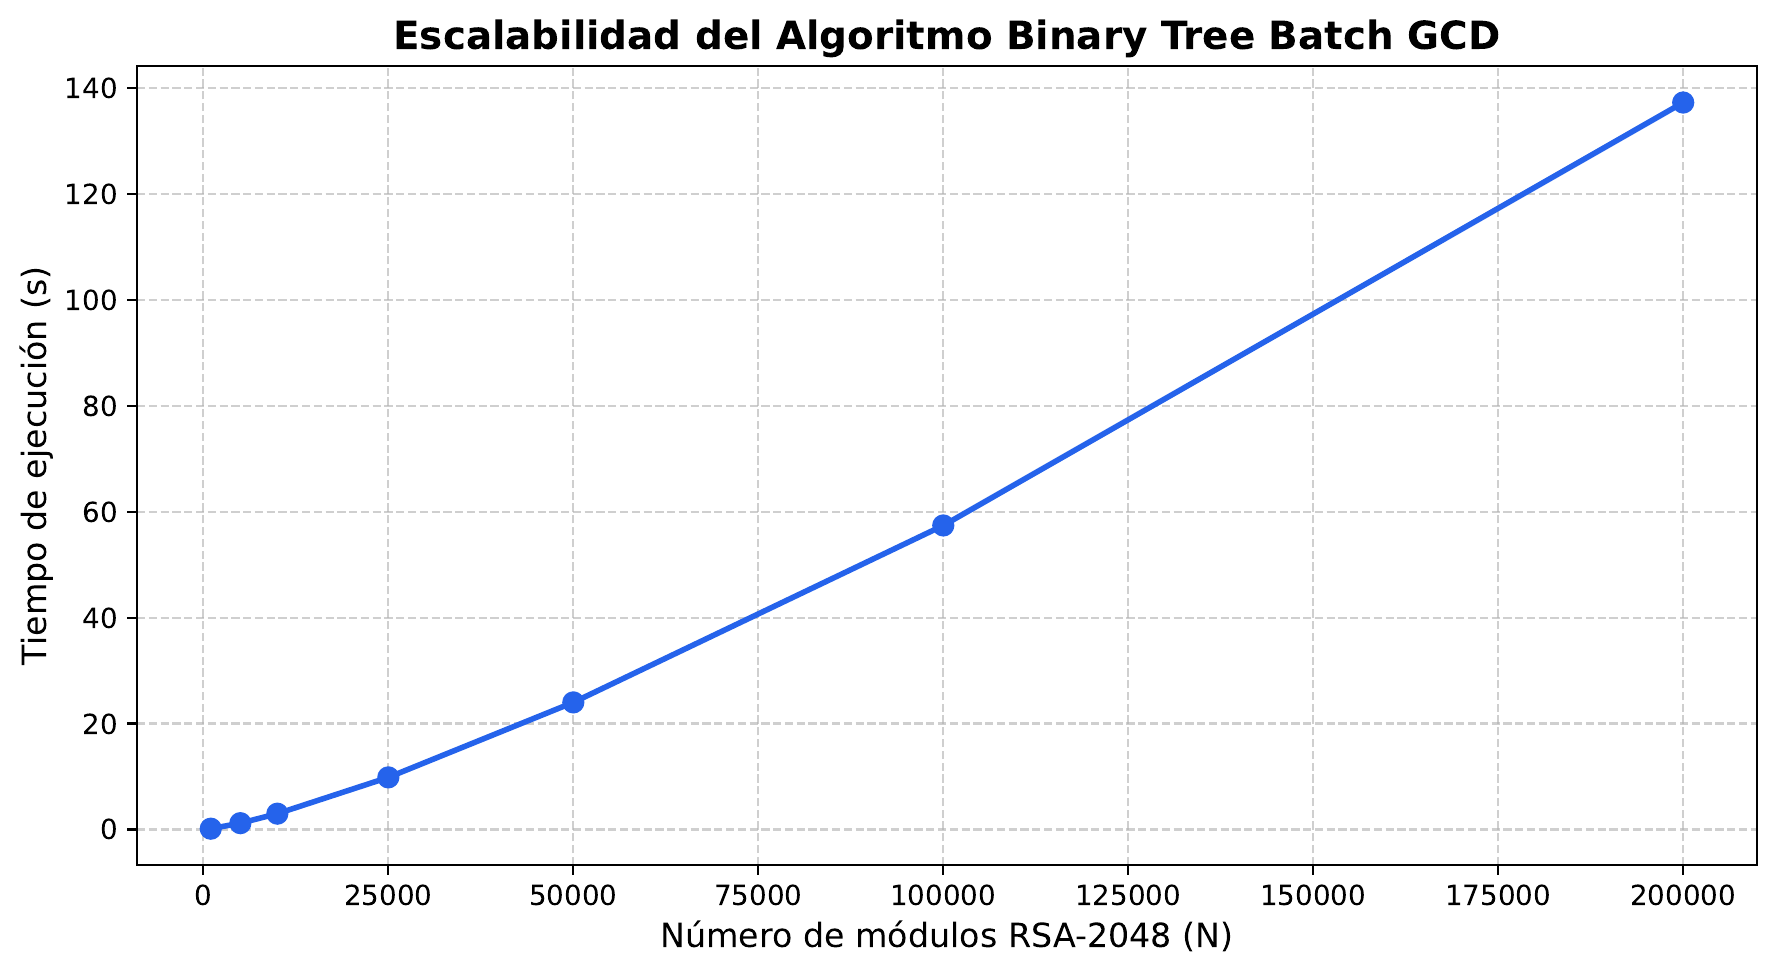 Escalabilidad del Algoritmo Binary Tree Batch GCD
Tiempo de ejecución (s)
140
120
100
80
60
40
20
0
0 25000 50000 75000 100000 125000 150000 175000 200000
Número de módulos RSA-2048 (N)